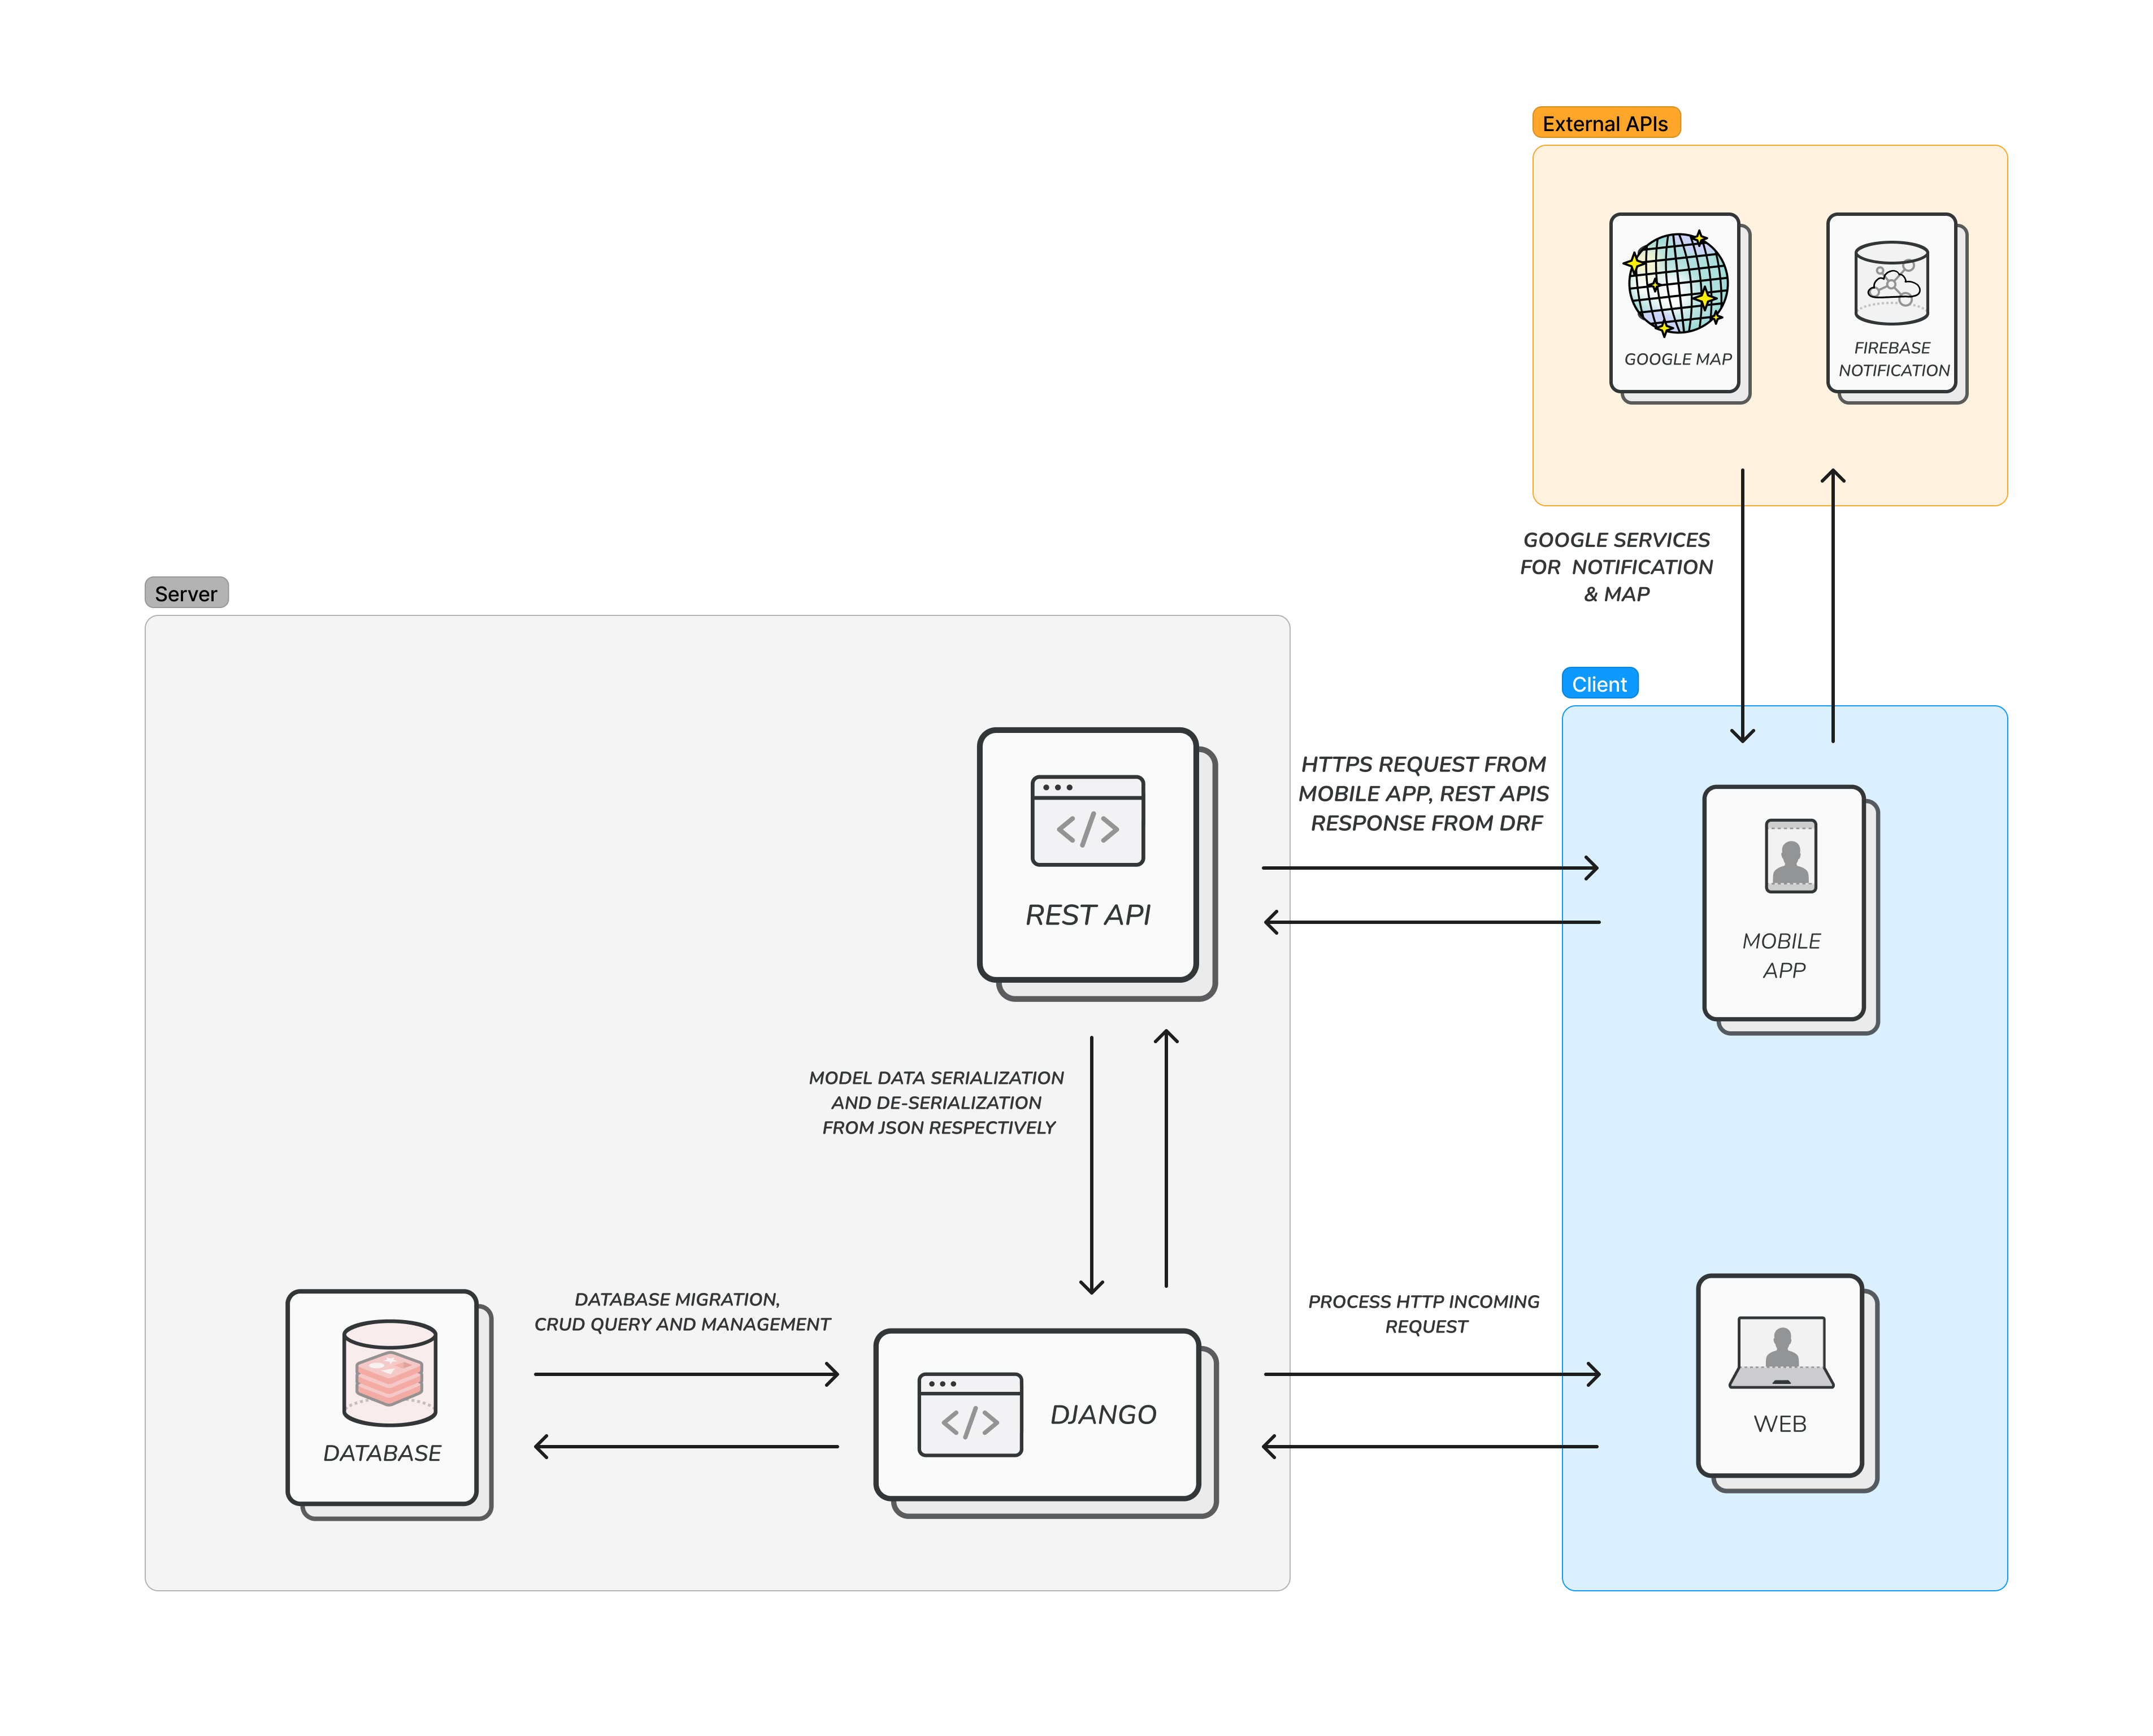 External APIs
GOOGLE MAP
FIREBASE
NOTIFICATION
GOOGLE SERVICES
FOR  NOTIFICATION
& MAP
Server
Client
REST API
HTTPS REQUEST FROM
MOBILE APP, REST APIS
RESPONSE FROM DRF
MOBILE
APP
MODEL DATA SERIALIZATION
AND DE-SERIALIZATION
FROM JSON RESPECTIVELY
DATABASE
DATABASE MIGRATION,
CRUD QUERY AND MANAGEMENT
DJANGO
PROCESS HTTP INCOMING
REQUEST
WEB